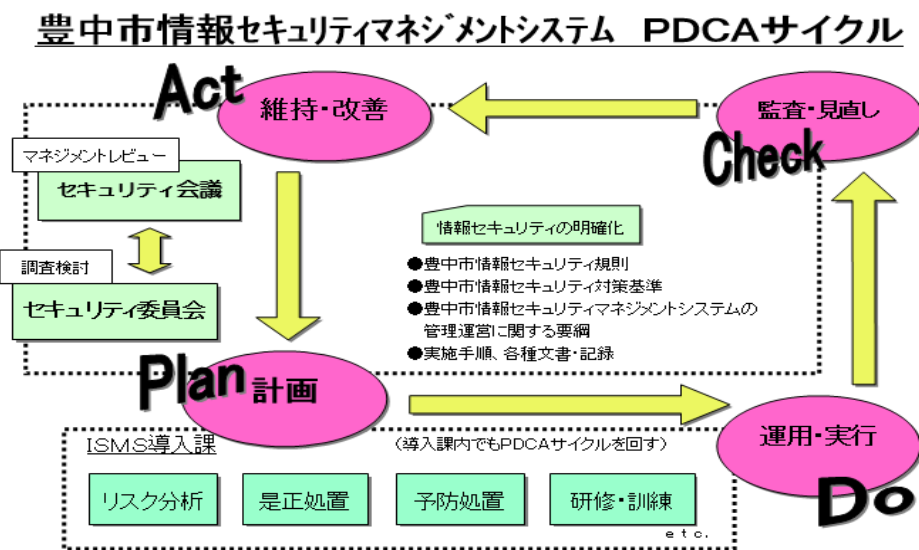 豊中市情報セキュリティマネジメントシステム　PDCAサイクル
Act
維持・改善
監査・見直し
Check
マネジメントレビュー
セキュリティ会議
調査検討
セキュリティ委員会
情報セキュリティの明確化
●豊中市情報セキュリティ規則
●豊中市情報セキュリティ対策基準
●豊中市情報セキュリティマネジメントシステムの
管理運営に関する要綱
●実施手順、各種文書・記録
Plan
計画
運用・実行
Do
ISMS導入課
（導入課内でもPDCAサイクルを回す）
リスク分析
是正処置
予防処置
研修・訓練
etc.